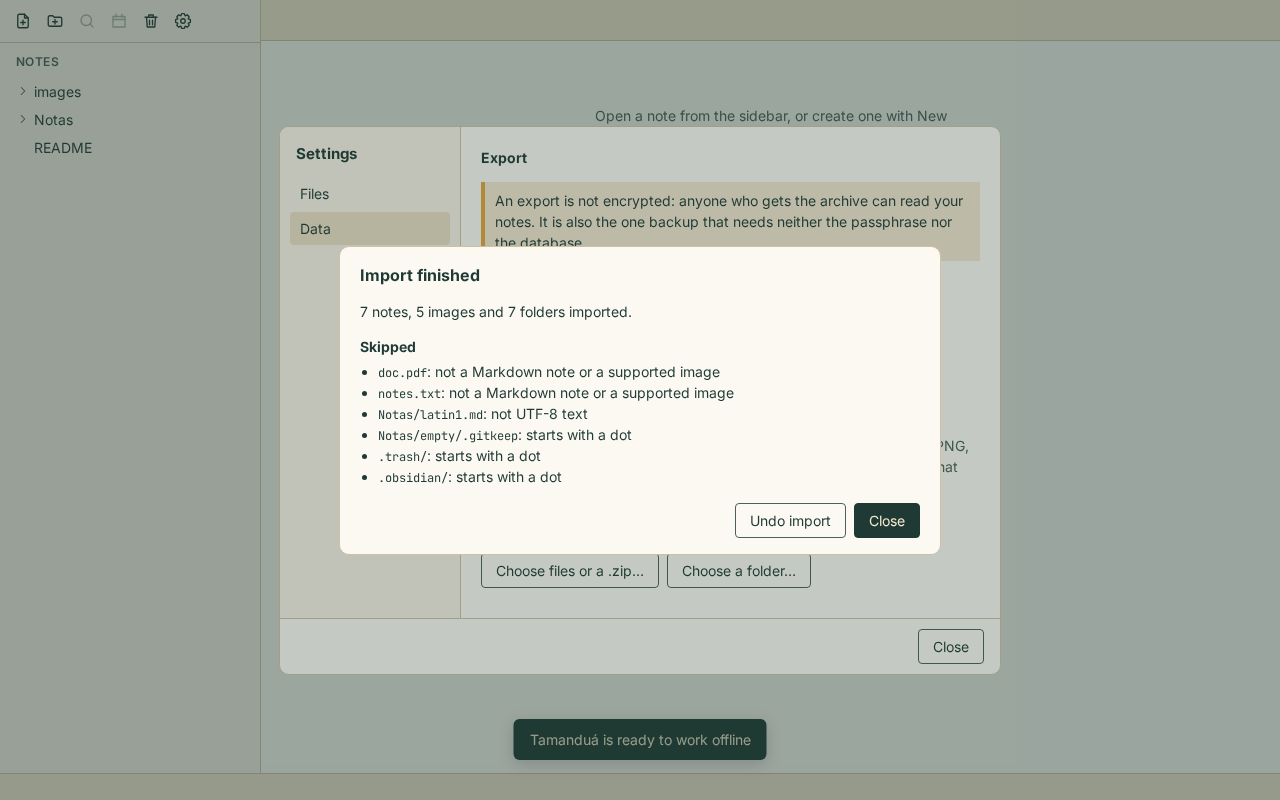 NOTES
images
Notas
README
Open a note from the sidebar, or create one with New
Settings
Files
Data
Export
An export is not encrypted: anyone who gets the archive can read your
notes. It is also the one backup that needs neither the passphrase nor
the database.
Import finished
7 notes, 5 images and 7 folders imported.
Skipped
doc.pdf: not a Markdown note or a supported image
notes.txt: not a Markdown note or a supported image
Notas/latin1.md: not UTF-8 text
Notas/empty/.gitkeep: starts with a dot
.trash/: starts with a dot
.obsidian/: starts with a dot
Undo import
Close
Choose files or a .zip...
Choose a folder...
Close
Tamanduá is ready to work offline